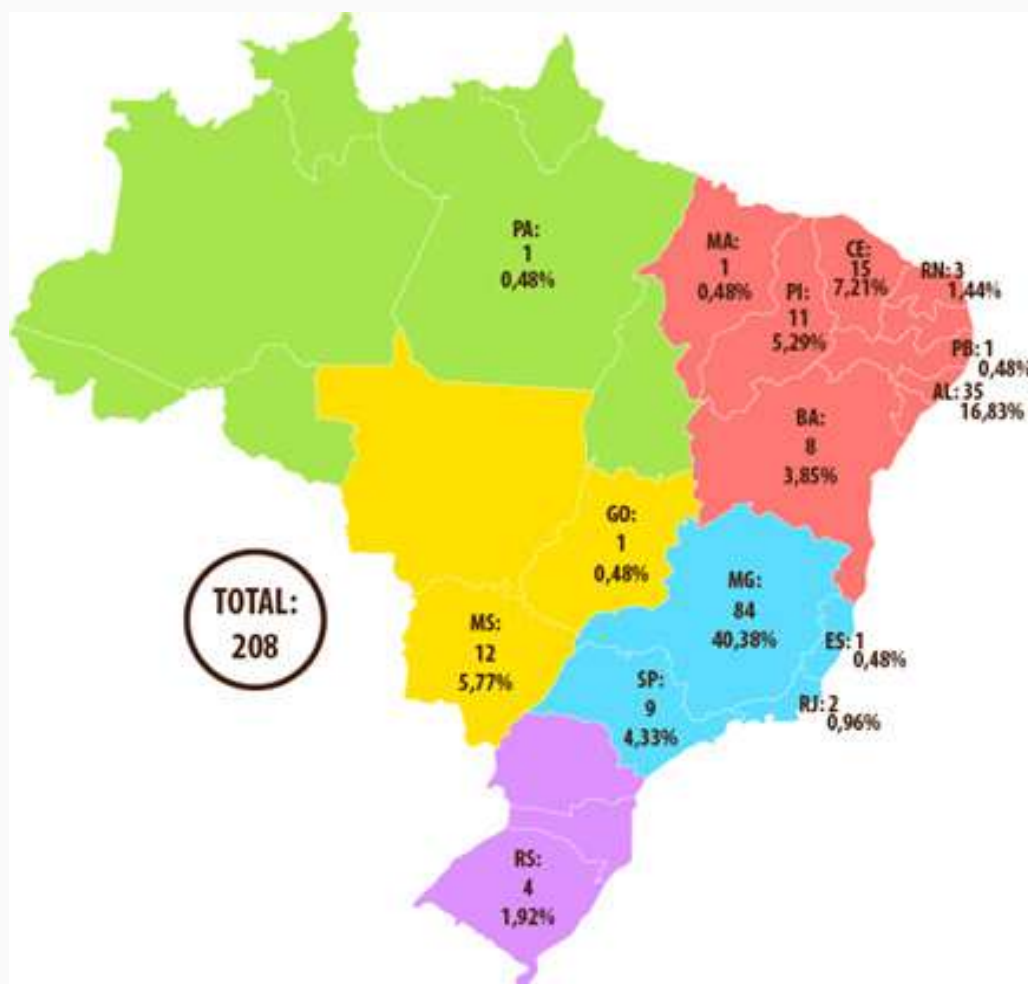 PA:
1
0,48%
MA:
1
0,48%
CE:
15
7,21%
RN: 3
1,44%
PI:
11
5,29%
PB: 1
0,48%
AL: 35
16,83%
BA:
8
3,85%
GO:
1
0,48%
MG:
84
40,38%
TOTAL:
208
MS:
12
5,77%
ES: 1
0,48%
SP:
9
4,33%
RJ: 2
0,96%
RS:
4
1,92%